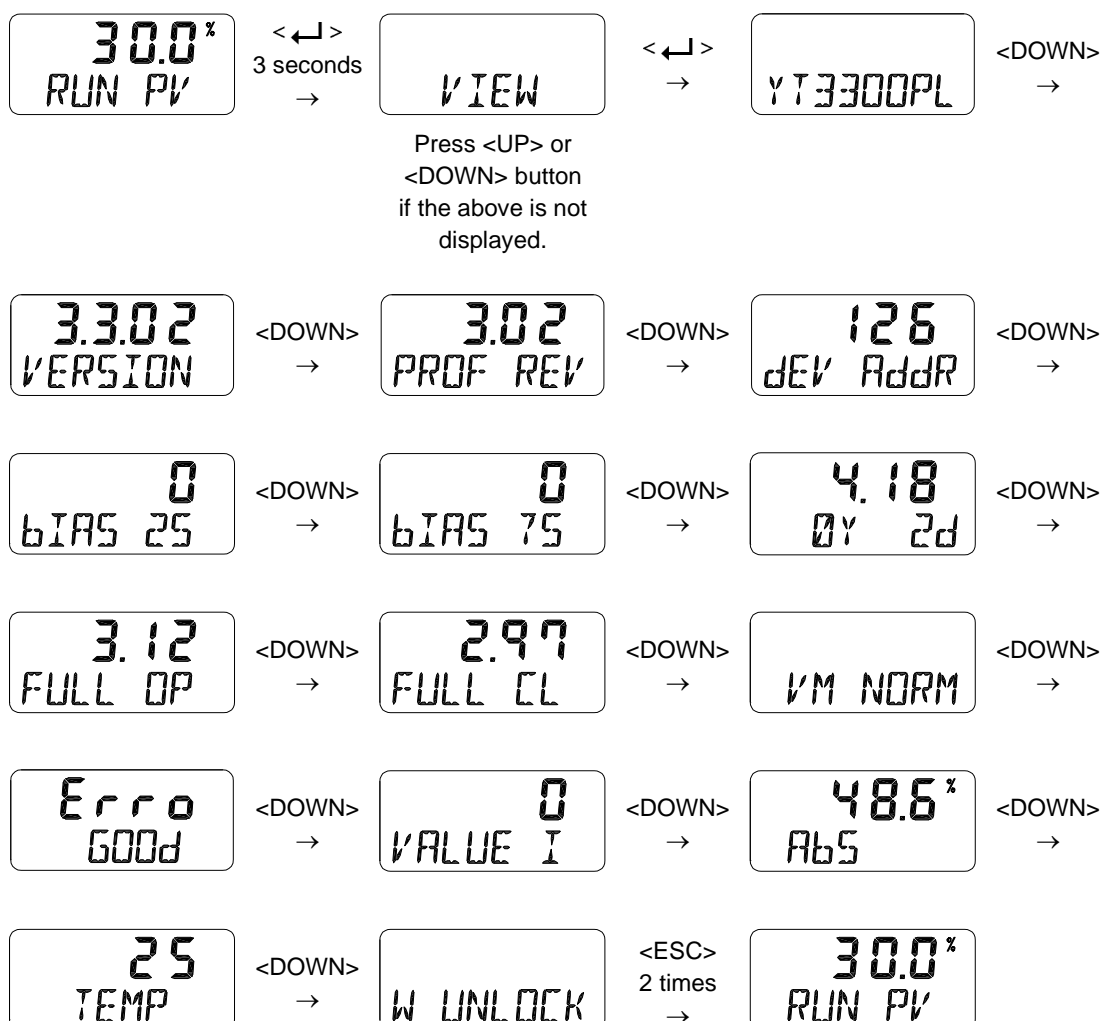 30.0%
RUN PV
< ↵ >
3 seconds
→
VIEW
Press <UP> or
<DOWN> button
if the above is not
displayed.
< ↵ >
→
YT3300PL
<DOWN>
→
3.3.02
VERSION
<DOWN>
→
3.02
PROF REV
<DOWN>
→
126
dEV AddR
<DOWN>
→
0
bIAS 25
<DOWN>
→
0
bIAS 75
<DOWN>
→
4.18
0Y 2d
<DOWN>
→
3.12
FULL OP
<DOWN>
→
2.97
FULL CL
<DOWN>
→
VM NORM
<DOWN>
→
Erro
GOOd
<DOWN>
→
0
VALUE I
<DOWN>
→
48.6%
AbS
<DOWN>
→
25
TEMP
<DOWN>
→
W UNLOCK
<ESC>
2 times
→
30.0%
RUN PV